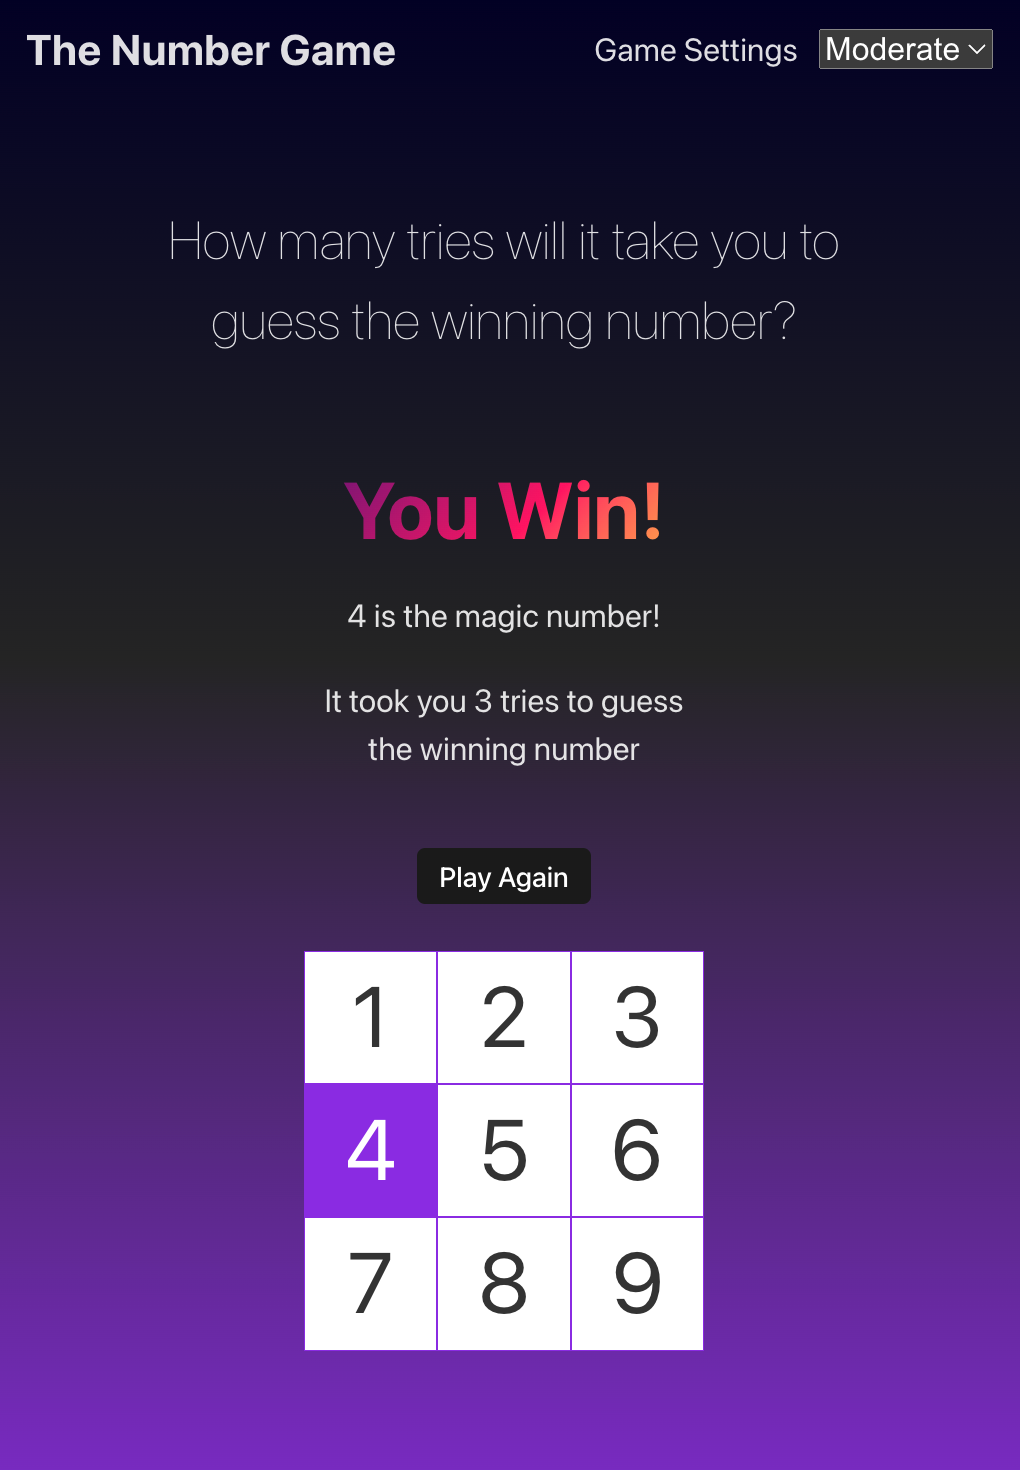 The Number Game
Game Settings
Moderate
How many tries will it take you to
guess the winning number?
You Win!
4 is the magic number!
It took you 3 tries to guess
the winning number
Play Again
1 2 3
4 5 6
7 8 9